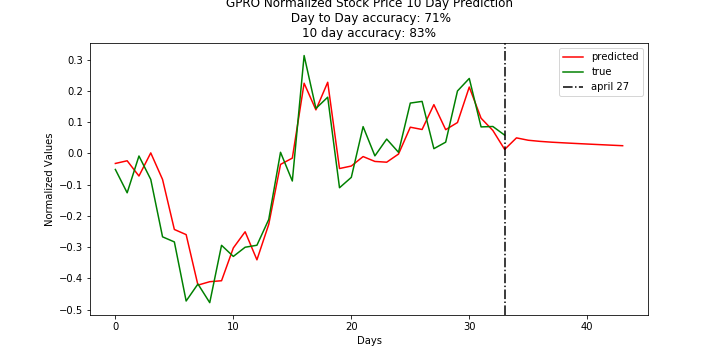 GPRO Normalized Stock Price 10 Day Prediction
Day to Day accuracy: 71%
10 day accuracy: 83%
predicted
true
april 27
Normalized Values
0.3
0.2
0.1
0.0
−0.1
−0.2
−0.3
−0.4
−0.5
0
10
20
30
40
Days